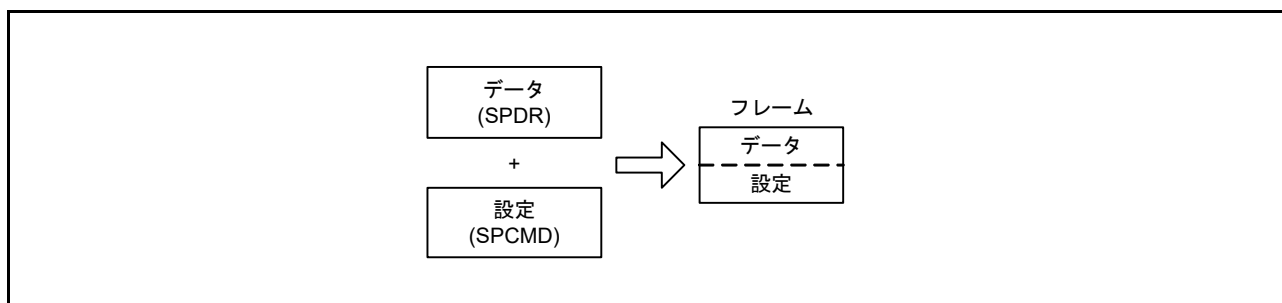 データ
(SPDR)
+
設定
(SPCMD)
フレーム
データ
設定